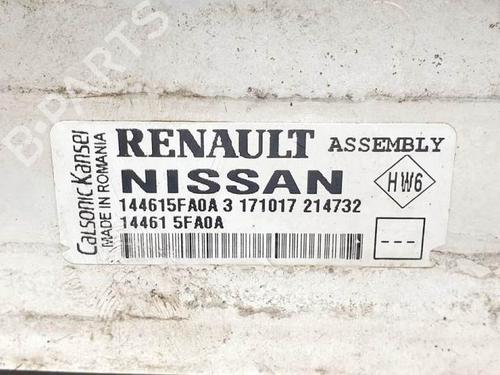 RENAULT ASSEMBLY
NISSAN
144615FA0A 3 171017 214732
14461 5FA0A
Calsonic Kansei
MADE IN ROMANIA
HW6
---
B-PARTS